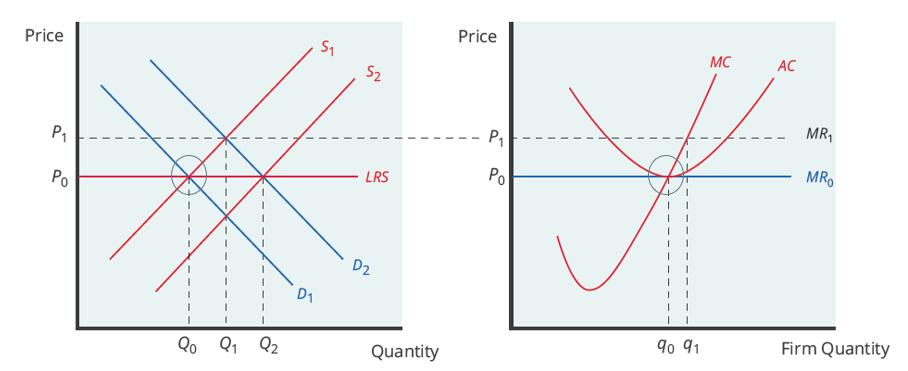 Price
S1
S2
P1
P0
LRS
D2
D1
Q0 Q1 Q2
Quantity
Price
MC
AC
P1
MR1
P0
MR0
q0 q1
Firm Quantity